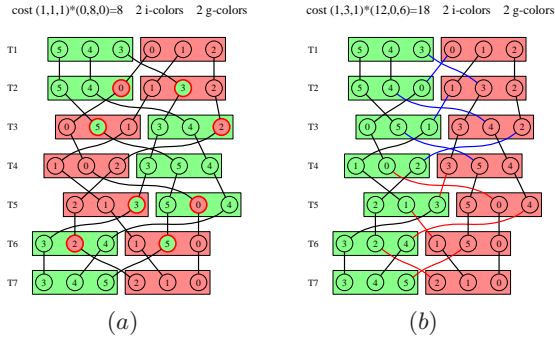 cost (1,1,1)*(0,8,0)=8 2 i-colors 2 g-colors
T1 5 4 3 0 1 2
T2 5 4 0 1 3 2
T3 0 5 1 3 4 2
T4 1 0 2 3 5 4
T5 2 1 3 5 0 4
T6 3 2 4 1 5 0
T7 3 4 5 2 1 0
(a)
cost (1,3,1)*(12,0,6)=18 2 i-colors 2 g-colors
T1 5 4 3 0 1 2
T2 5 4 0 1 3 2
T3 0 5 1 3 4 2
T4 1 0 2 3 5 4
T5 2 1 3 5 0 4
T6 3 2 4 1 5 0
T7 3 4 5 2 1 0
(b)